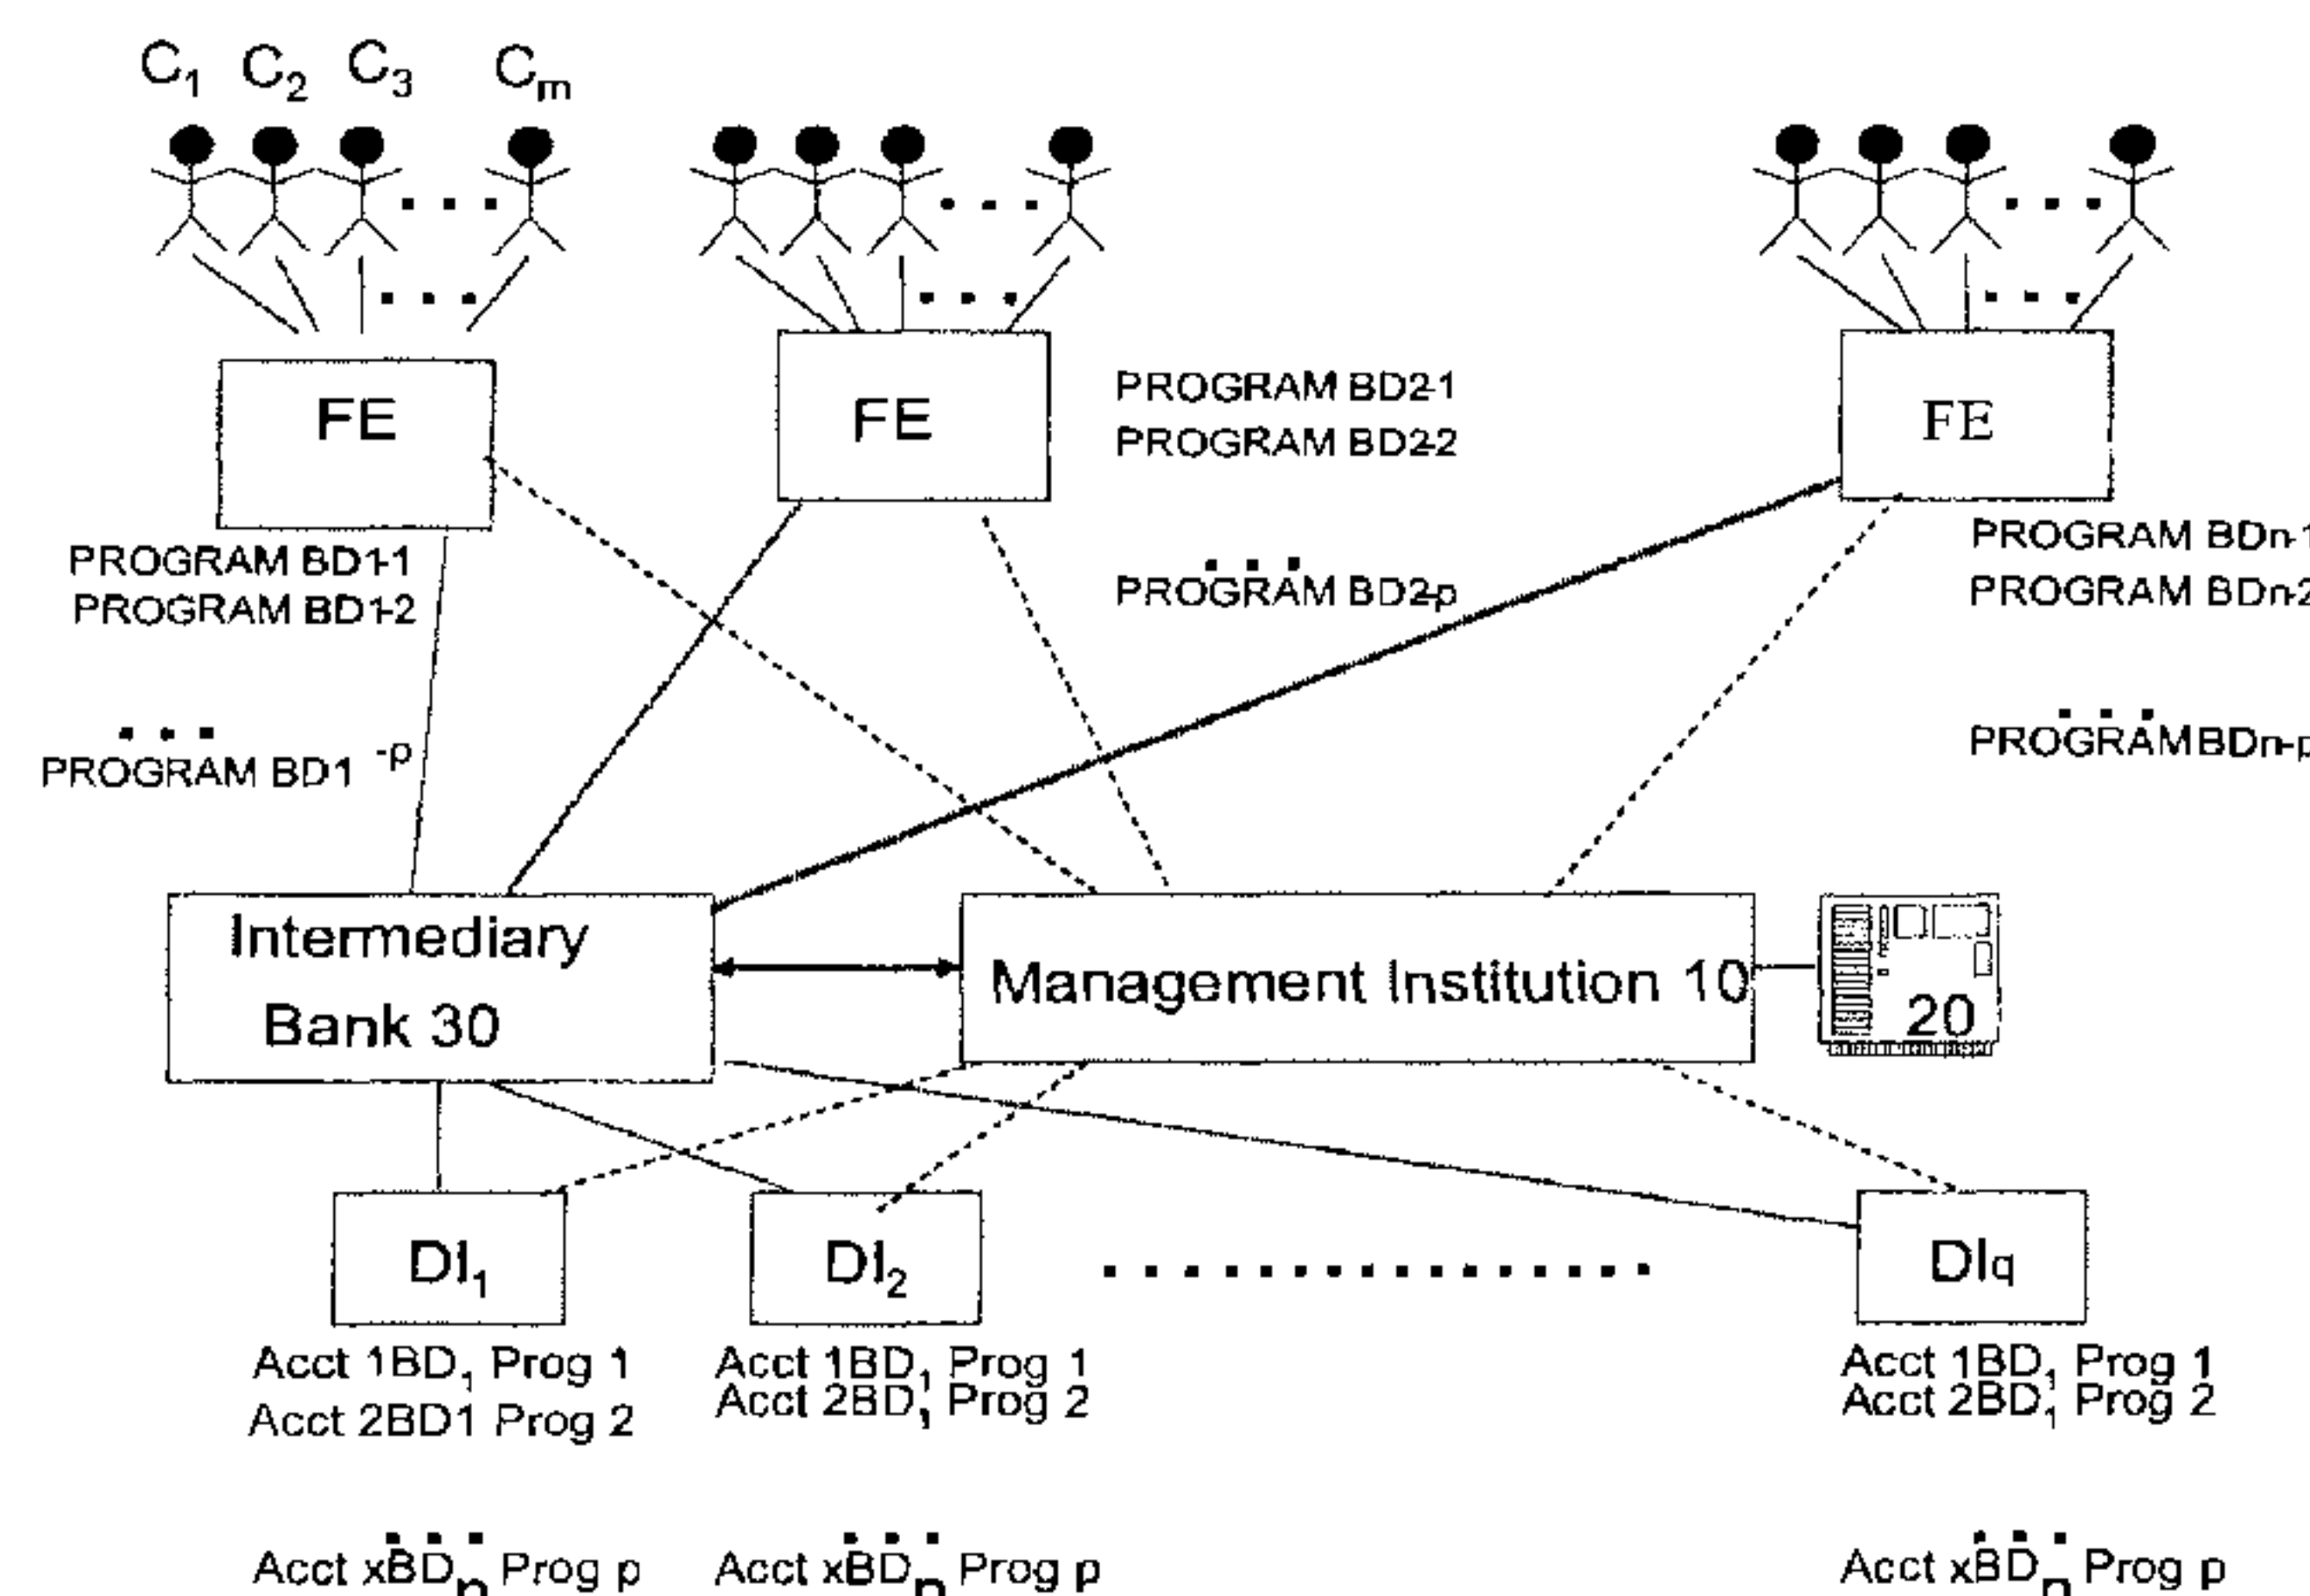 C1 C2 C3 Cm
FE
FE
FE
PROGRAM BD2-1
PROGRAM BD2-2
...
PROGRAM BD2-p
PROGRAM BD1-1
PROGRAM BD1-2
...
PROGRAM BD1 -p
PROGRAM BDn-1
PROGRAM BDn-2
...
PROGRAM BDn-p
Intermediary
Bank 30
Management Institution 10
20
DI1
DI2
DIq
Acct 1BD1 Prog 1
Acct 2BD1 Prog 2
...
Acct xBDn Prog p
Acct 1BD1 Prog 1
Acct 2BD1 Prog 2
...
Acct xBDn Prog p
Acct 1BD1 Prog 1
Acct 2BD1 Prog 2
...
Acct xBDn Prog p